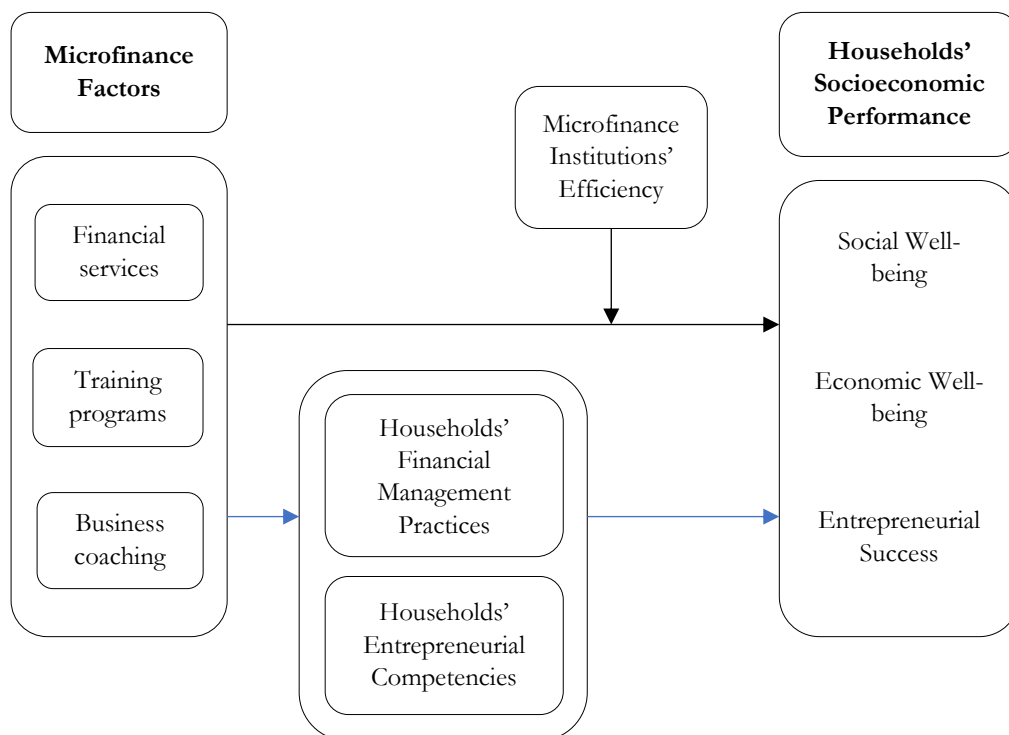 Microfinance
Factors
Financial
services
Training
programs
Business
coaching
Microfinance
Institutions’
Efficiency
Households’
Financial
Management
Practices
Households’
Entrepreneurial
Competencies
Households’
Socioeconomic
Performance
Social Well-
being
Economic Well-
being
Entrepreneurial
Success